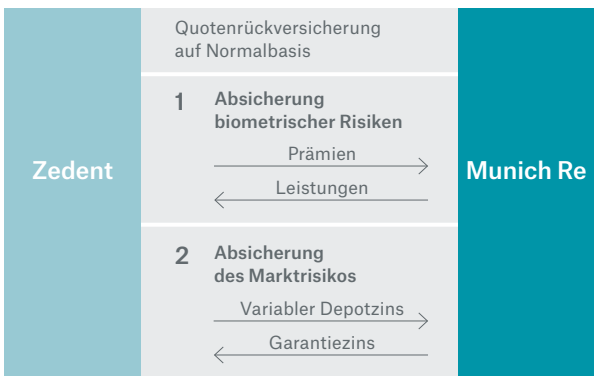 Quotenrückversicherung
auf Normalbasis
1 Absicherung
biometrischer Risiken
Prämien
Zedent
Munich Re
Leistungen
2 Absicherung
des Marktrisikos
Variabler Depotzins
Garantiezins